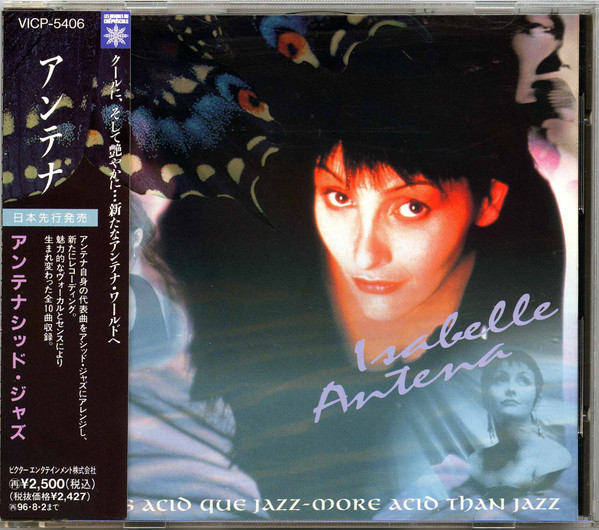 VICP-5406
LES DISQUES DU
CRÉPUSCULE
アンテナ
クールに、そして艶やかに…新たなアンテナ・ワールドへ
日本先行発売
アンテナシッド・ジャズ
アンテナ自身の代表曲をアシッド・ジャズにアレンジし、
新たにレコーディング。
魅力的なヴォーカルとセンスにより
生まれ変わった全10曲収録。
ビクターエンタテインメント株式会社
再¥2,500(税込)
(税抜価格¥2,427)
96・8・2まで
Isabelle
Antena
S ACID QUE JAZZ-MORE ACID THAN JAZZ